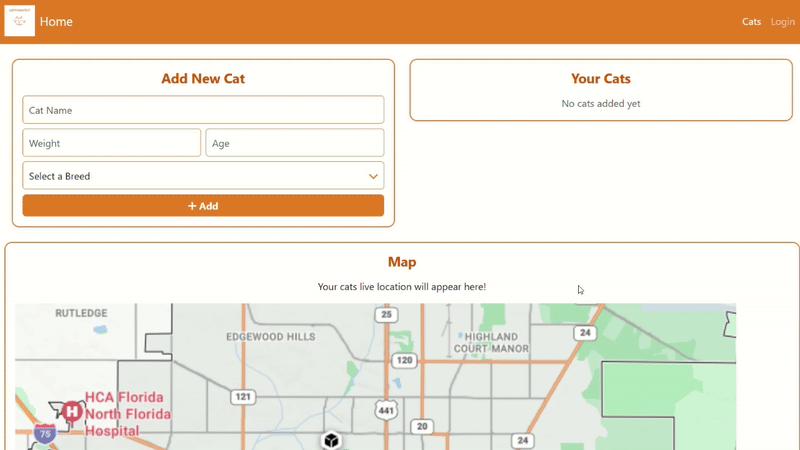 Home
Cats
Login
Add New Cat
Cat Name
Weight
Age
Select a Breed
+ Add
Your Cats
No cats added yet
Map
Your cats live location will appear here!
RUTLEDGE
EDGEWOOD HILLS
HIGHLAND
COURT MANOR
25
24
120
121
441
20
24
HCA Florida
North Florida
Hospital
H
75